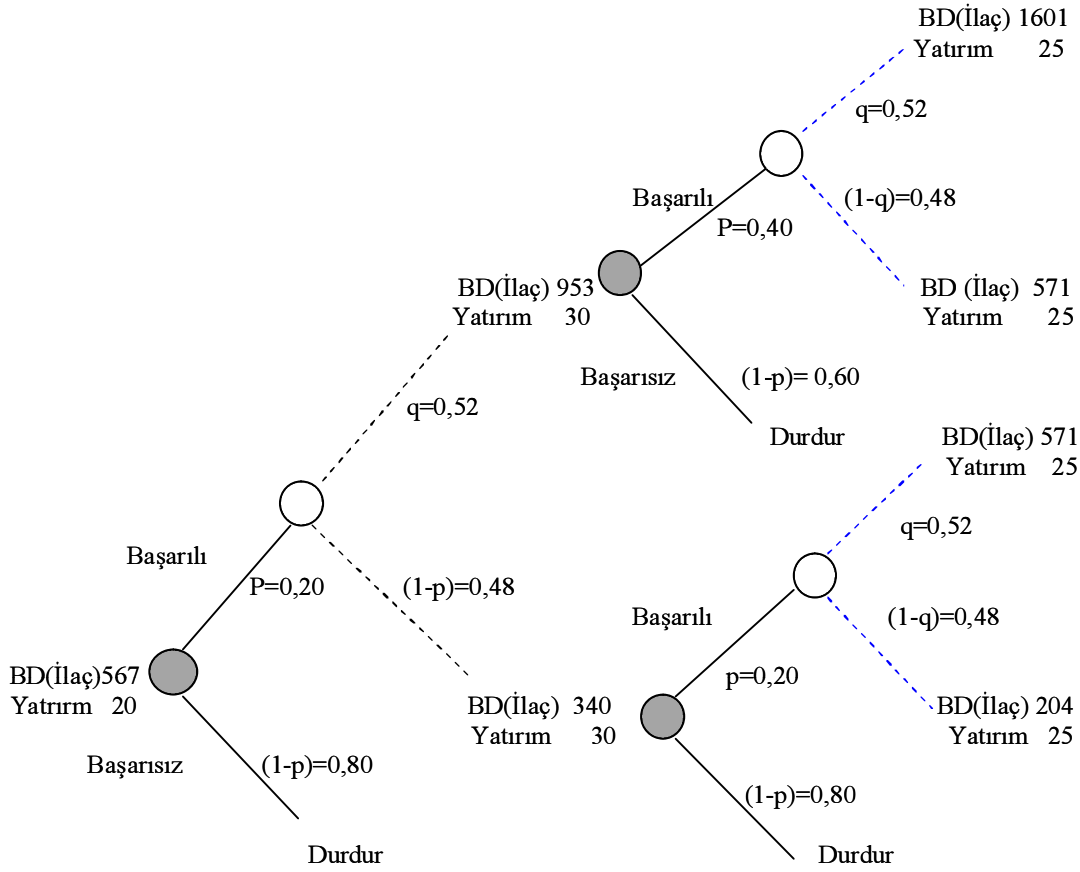 BD(İlaç) 1601
Yatırım 25
q=0,52
Başarılı
(1-q)=0,48
P=0,40
BD(İlaç) 953
Yatırım 30
BD (İlaç) 571
Yatırım 25
Başarısız
(1-p)= 0,60
q=0,52
Durdur
BD(İlaç) 571
Yatırım 25
q=0,52
Başarılı
P=0,20
(1-p)=0,48
Başarılı
(1-q)=0,48
p=0,20
BD(İlaç)567
Yatrırm 20
BD(İlaç) 340
Yatırım 30
BD(İlaç) 204
Yatırım 25
Başarısız
(1-p)=0,80
(1-p)=0,80
Durdur
Durdur